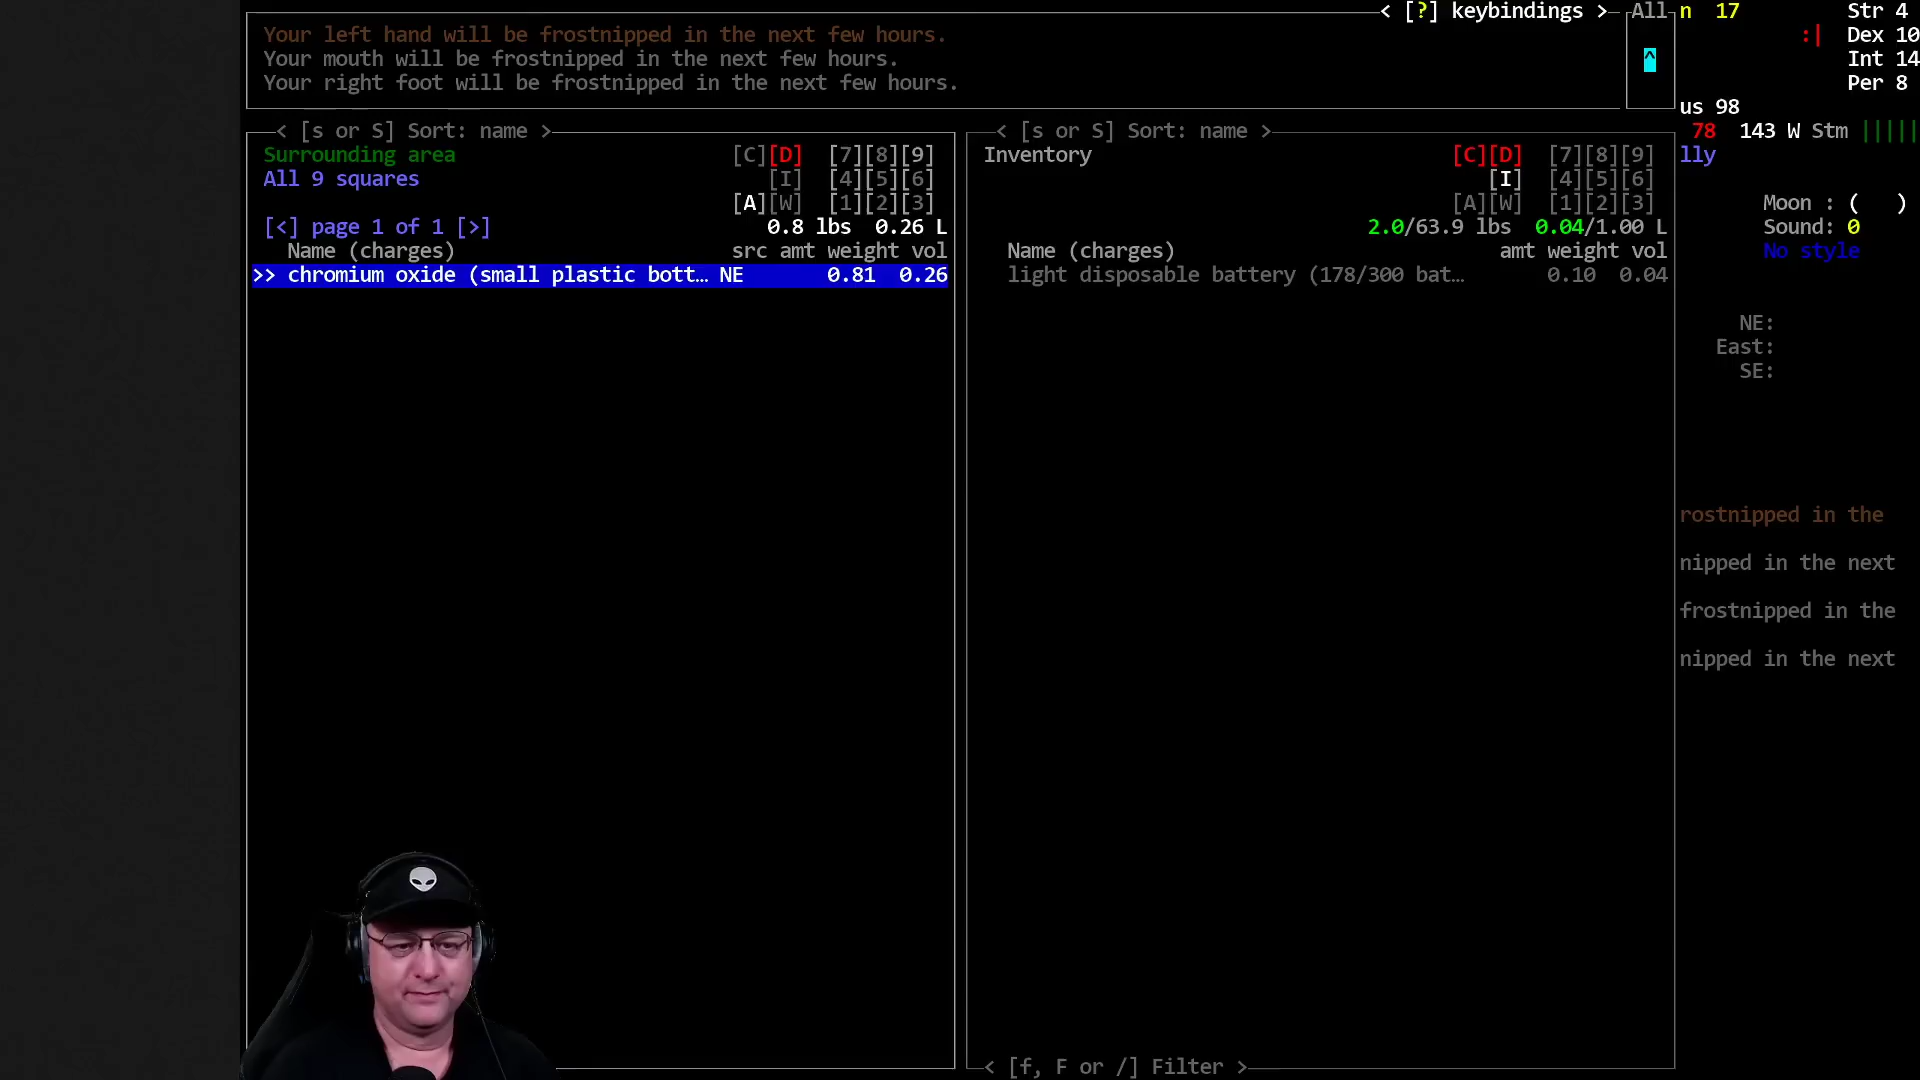 < [?] keybindings >
All
n 17
Str 4
Your left hand will be frostnipped in the next few hours.
:|
Dex 10
Your mouth will be frostnipped in the next few hours.
^
Int 14
Your right foot will be frostnipped in the next few hours.
Per 8
us 98
< [s or S] Sort: name >
< [s or S] Sort: name >
78 143 W Stm |||||
Surrounding area
[C][D] [7][8][9]
Inventory
[C][D] [7][8][9]
lly
All 9 squares
[I] [4][5][6]
[I] [4][5][6]
[A][W] [1][2][3]
[A][W] [1][2][3]
Moon : ( )
[<] page 1 of 1 [>]
0.8 lbs 0.26 L
2.0/63.9 lbs 0.04/1.00 L
Sound: 0
Name (charges) src amt weight vol
Name (charges) amt weight vol
No style
>> chromium oxide (small plastic bott… NE 0.81 0.26
light disposable battery (178/300 bat… 0.10 0.04
NE:
East:
SE:
rostnipped in the
nipped in the next
frostnipped in the
nipped in the next
< [f, F or /] Filter >